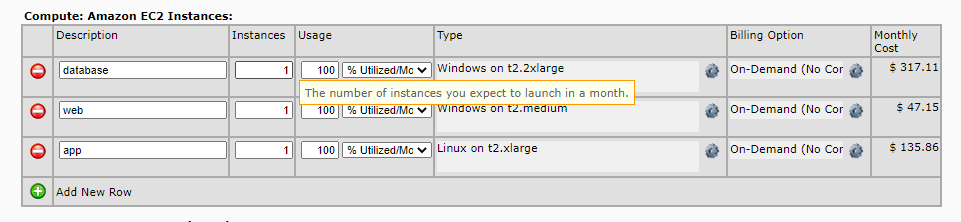 Compute: Amazon EC2 Instances:
Description Instances Usage Type Billing Option Monthly Cost
database 1 100 % Utilized/Mo Windows on t2.2xlarge On-Demand (No Cor $ 317.11
The number of instances you expect to launch in a month.
web 1 100 % Utilized/Mo Windows on t2.medium On-Demand (No Cor $ 47.15
app 1 100 % Utilized/Mo Linux on t2.xlarge On-Demand (No Cor $ 135.86
Add New Row